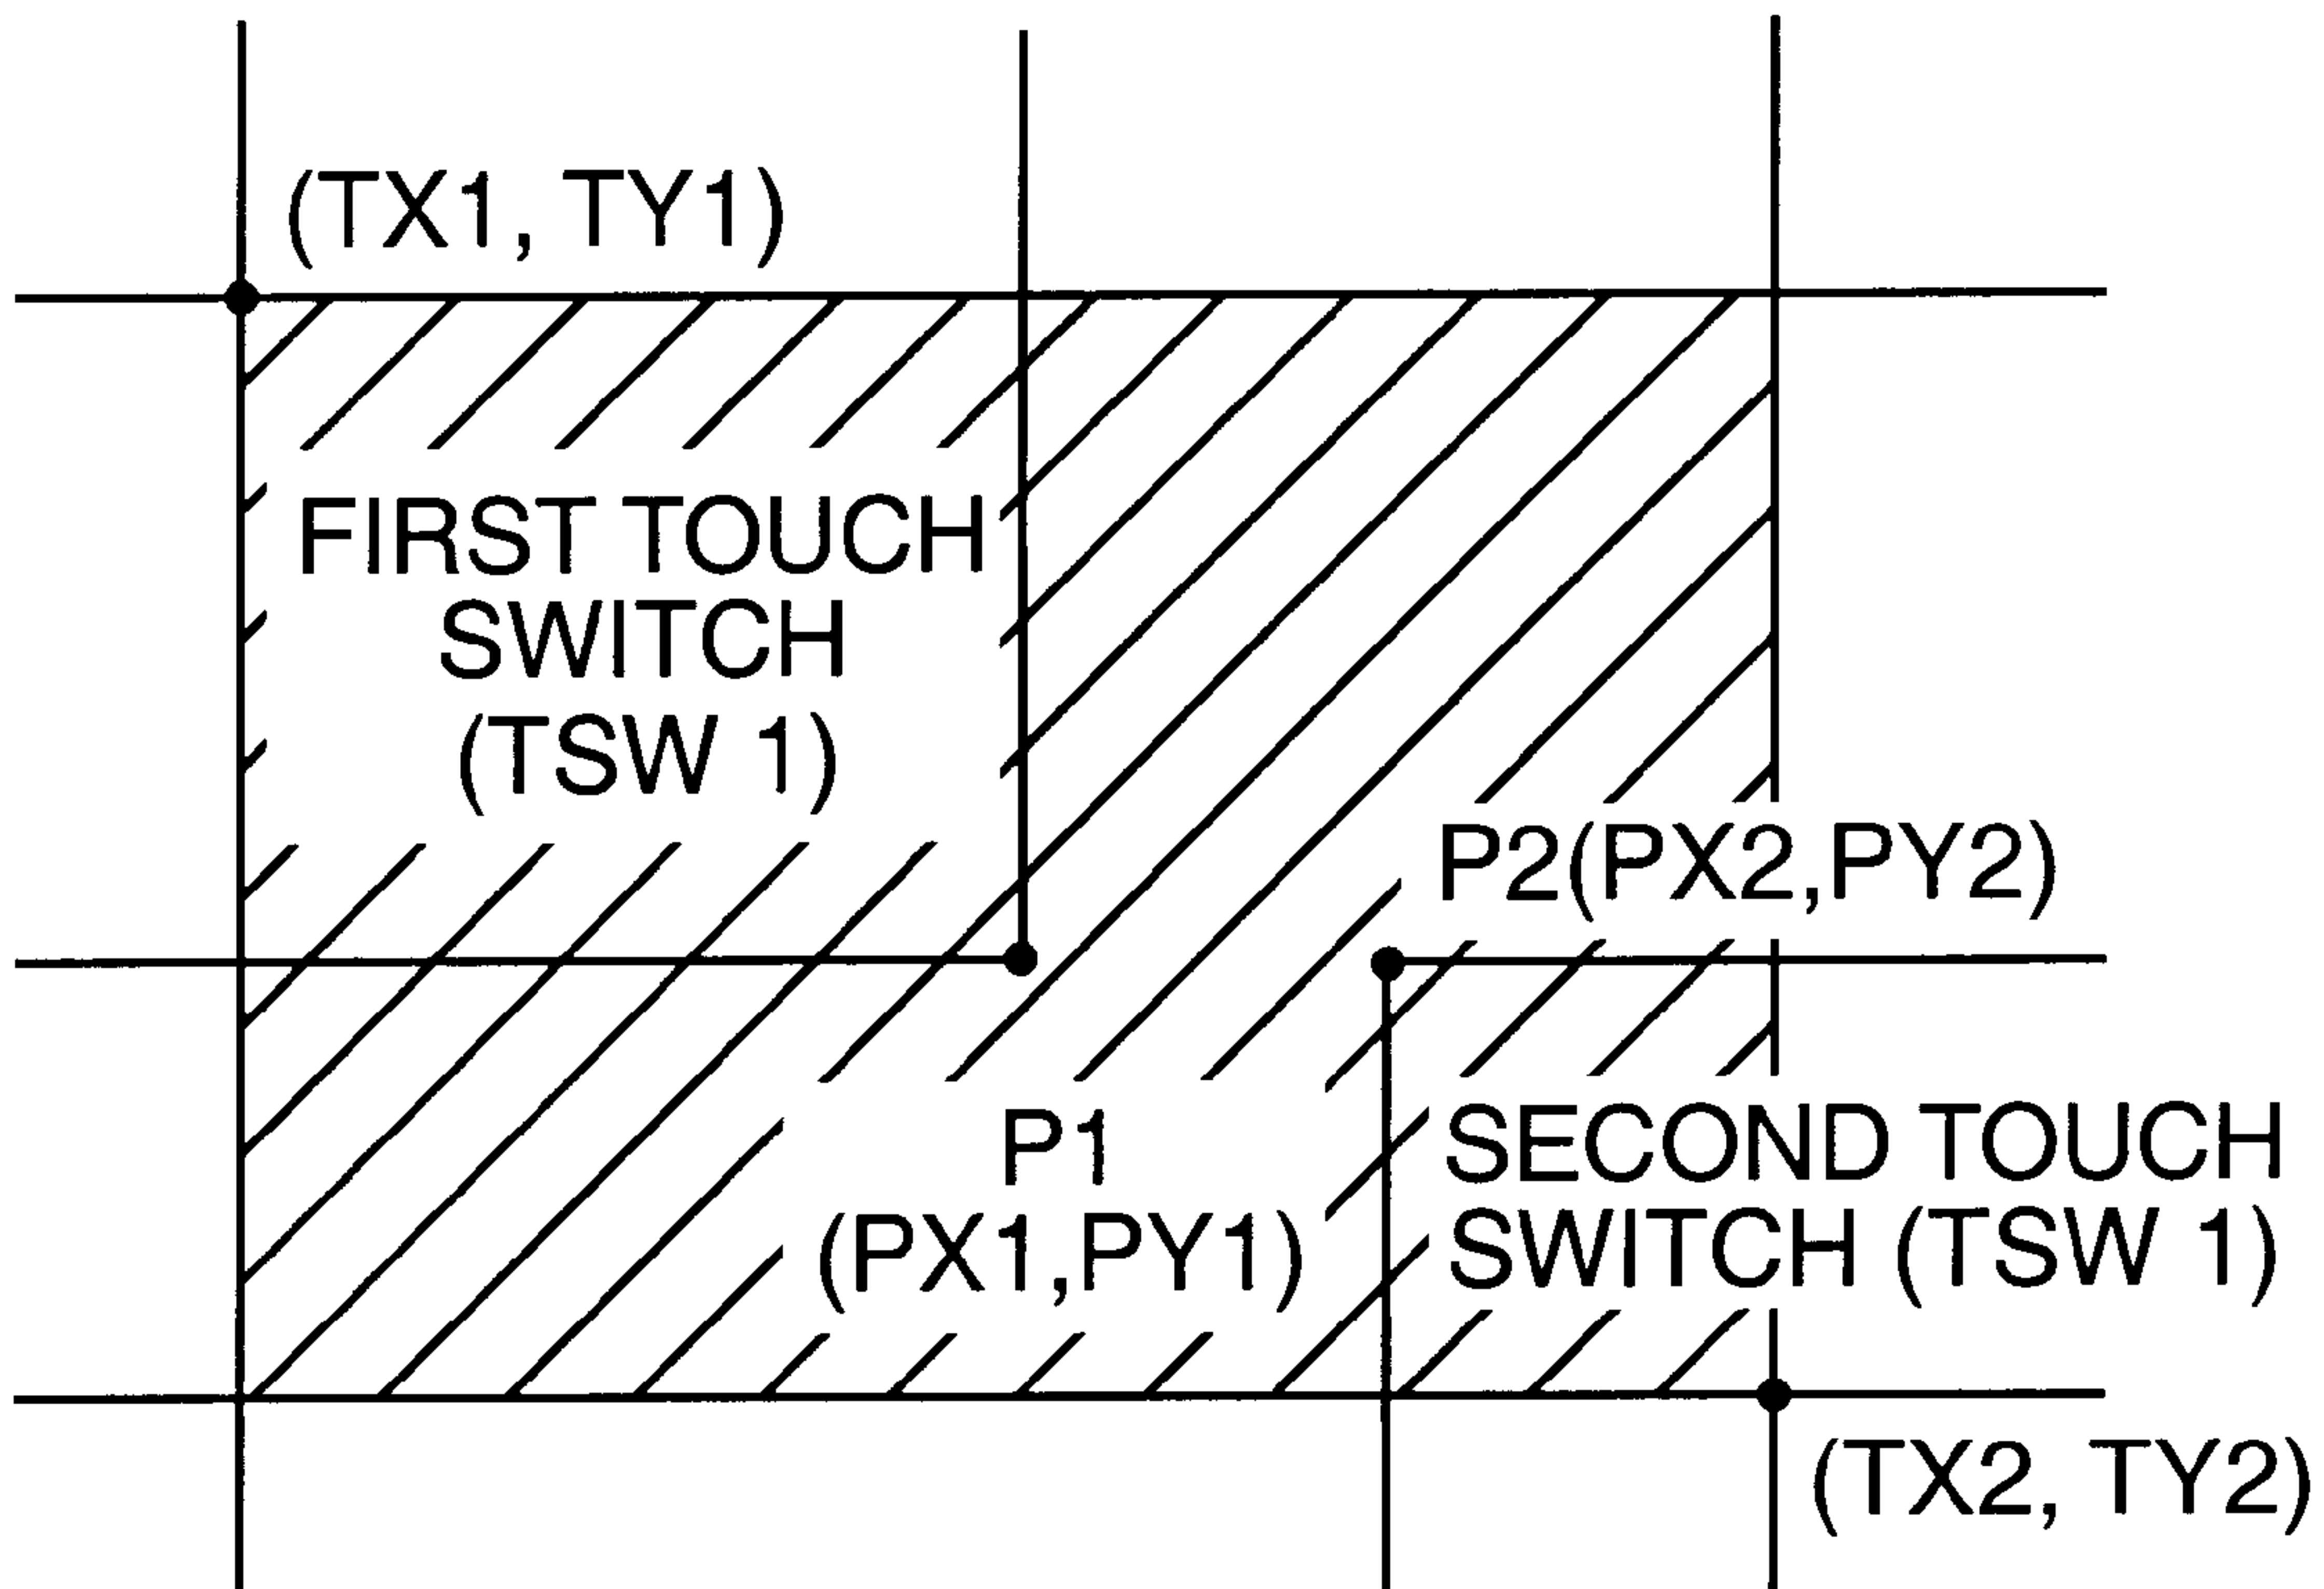 (TX1, TY1)
FIRST TOUCH
SWITCH
(TSW 1)
P2(PX2,PY2)
P1
(PX1,PY1)
SECOND TOUCH
SWITCH (TSW 1)
(TX2, TY2)